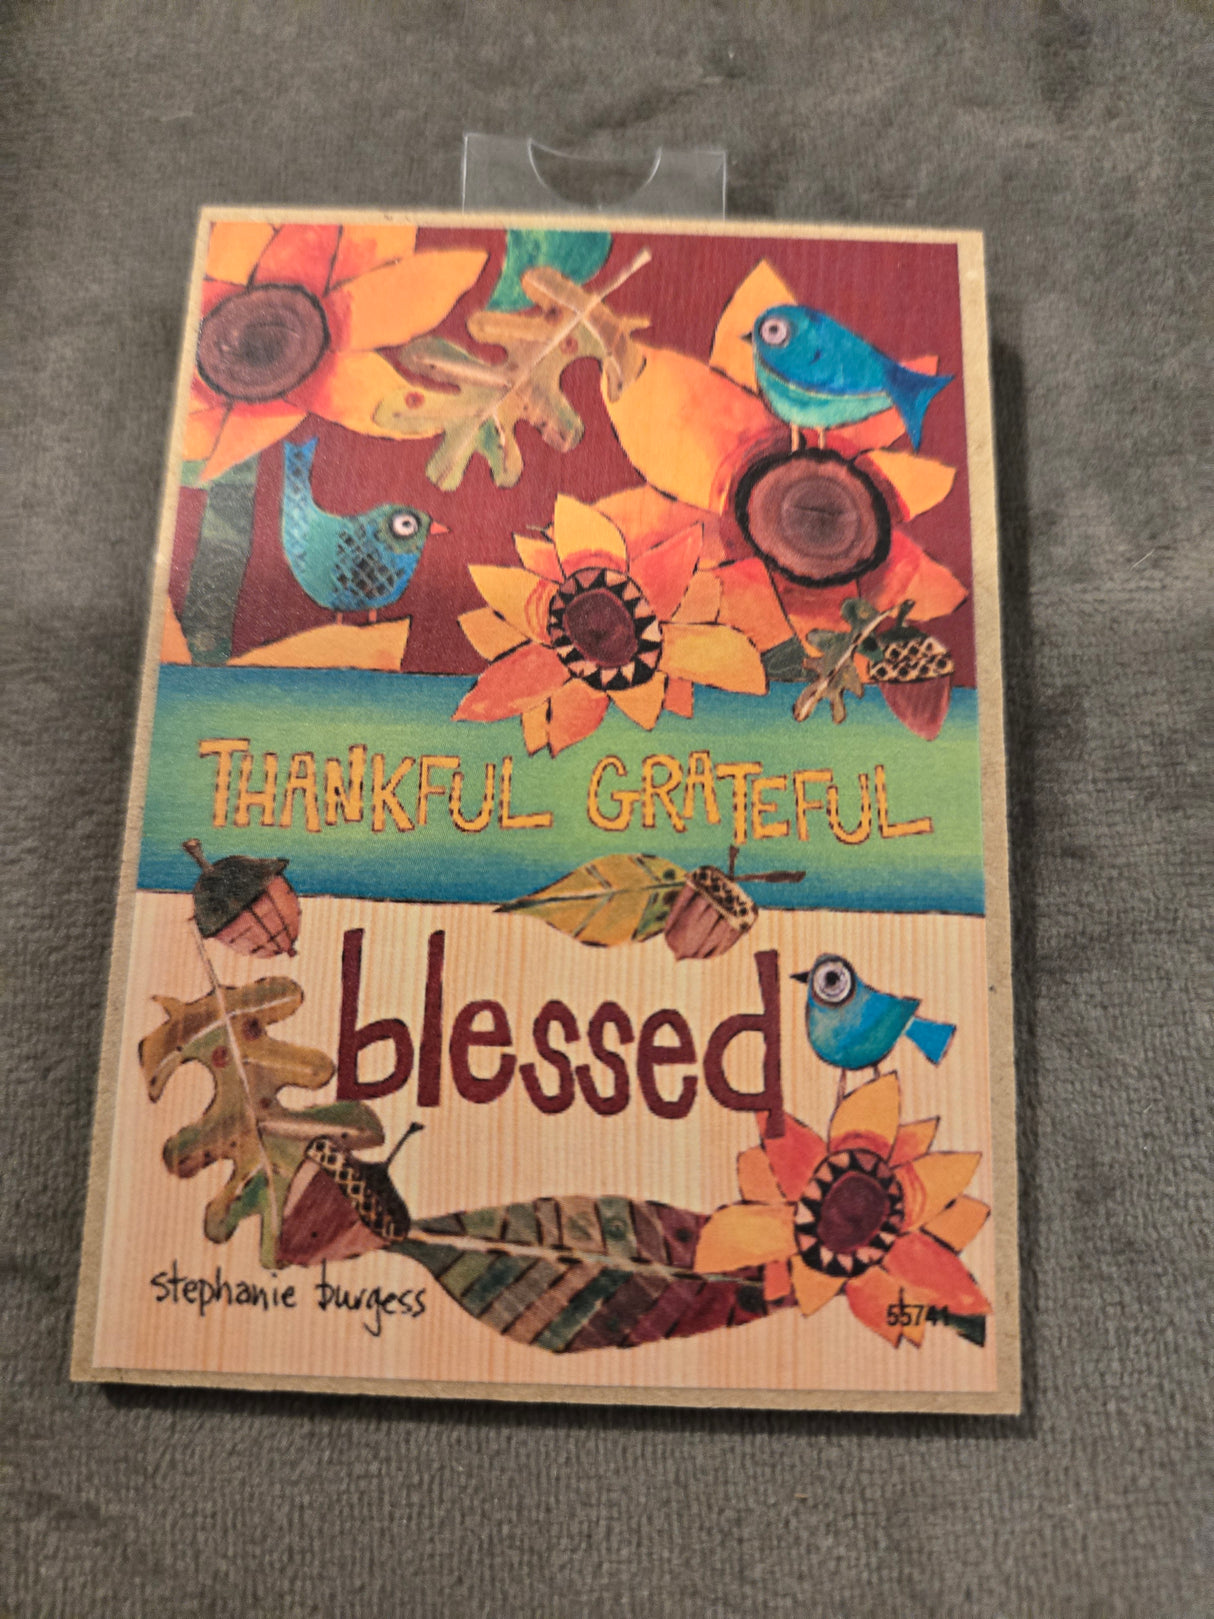 THANKFUL GRATEFUL
blessed
stephanie burgess
55741